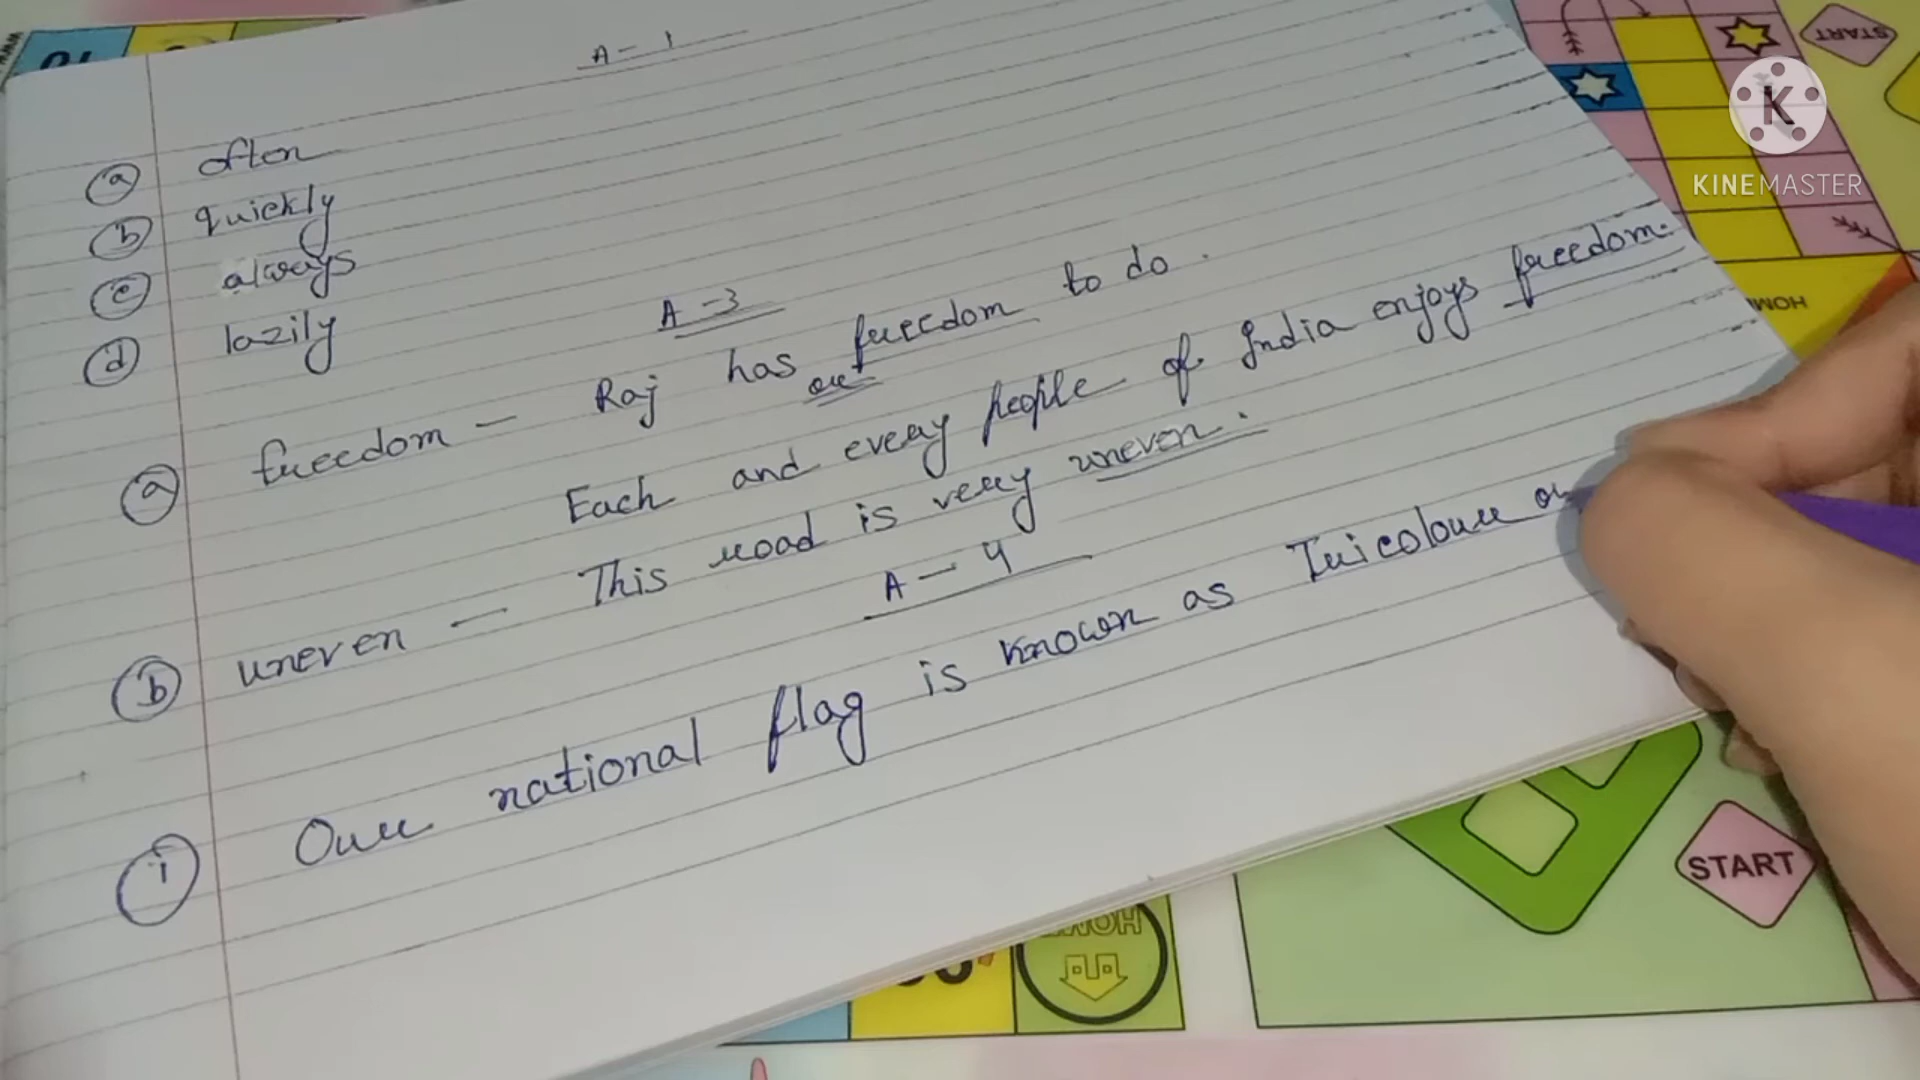 A - 1
(a) often
(b) quickly
(c) always
(d) lazily
A - 3
(a) freedom - Raj has freedom to do.
or
Each and every people of India enjoys freedom.
(b) uneven - This road is very uneven.
A - 4
(i) Our national flag is known as Tricolour
K
KINEMASTER
START
HOME
START
HOM